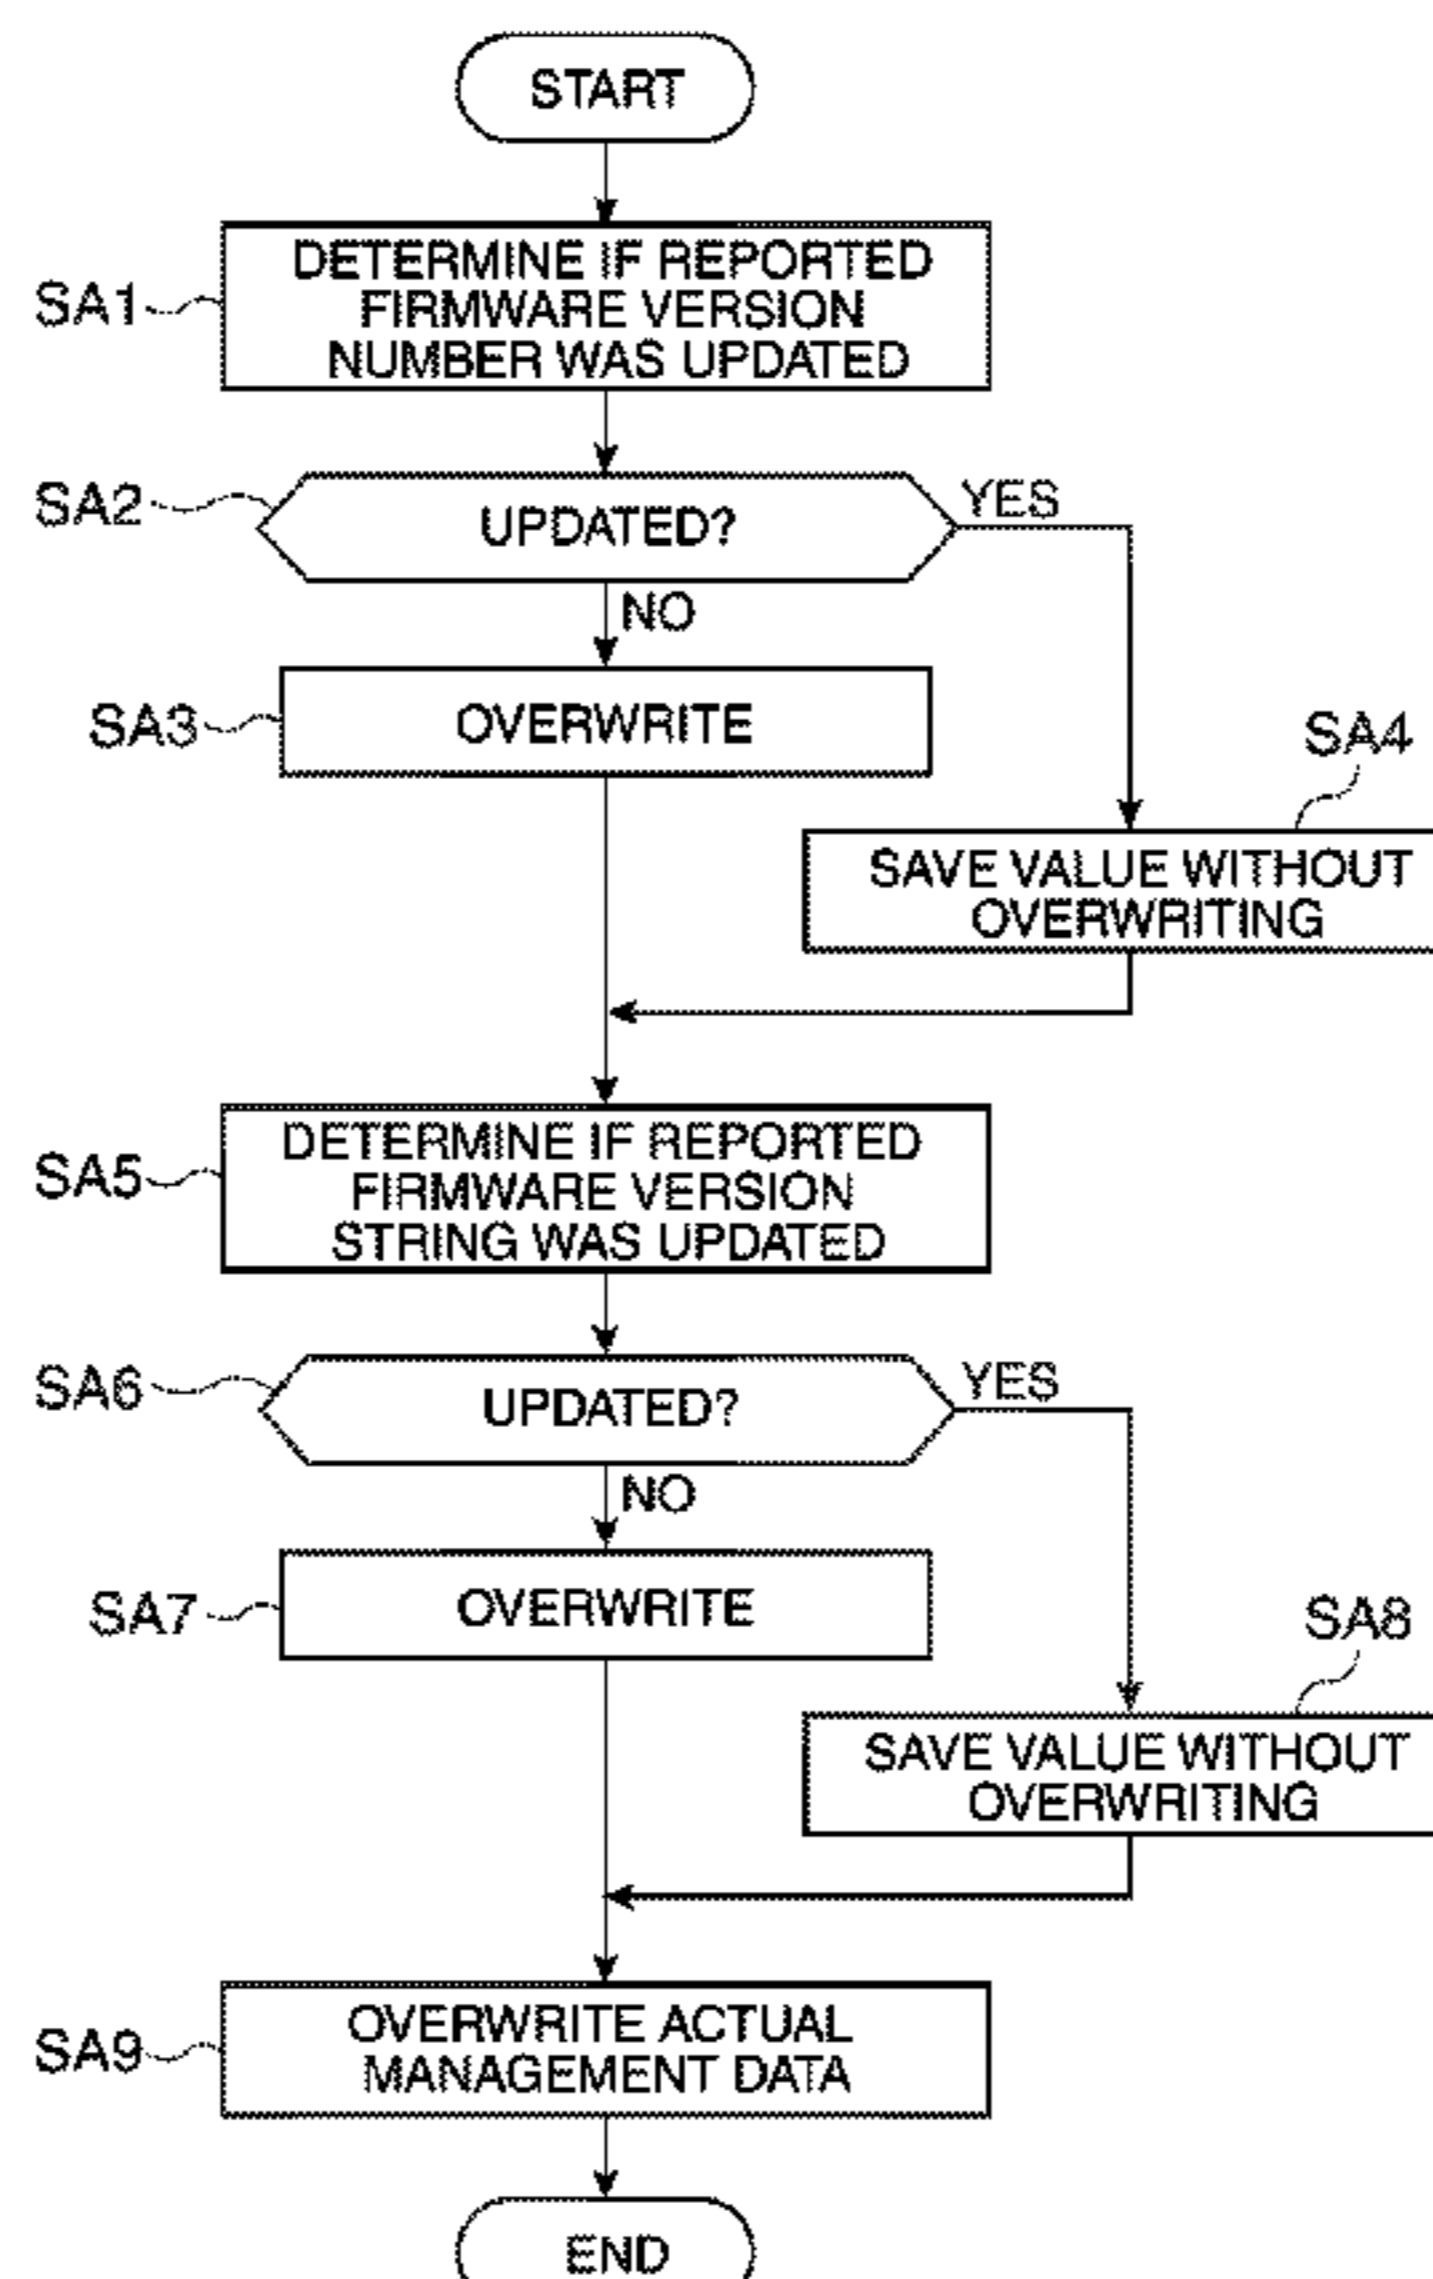 START
SA1
DETERMINE IF REPORTED
FIRMWARE VERSION
NUMBER WAS UPDATED
SA2
UPDATED?
YES
NO
SA3
OVERWRITE
SA4
SAVE VALUE WITHOUT
OVERWRITING
SA5
DETERMINE IF REPORTED
FIRMWARE VERSION
STRING WAS UPDATED
SA6
UPDATED?
YES
NO
SA7
OVERWRITE
SA8
SAVE VALUE WITHOUT
OVERWRITING
SA9
OVERWRITE ACTUAL
MANAGEMENT DATA
END